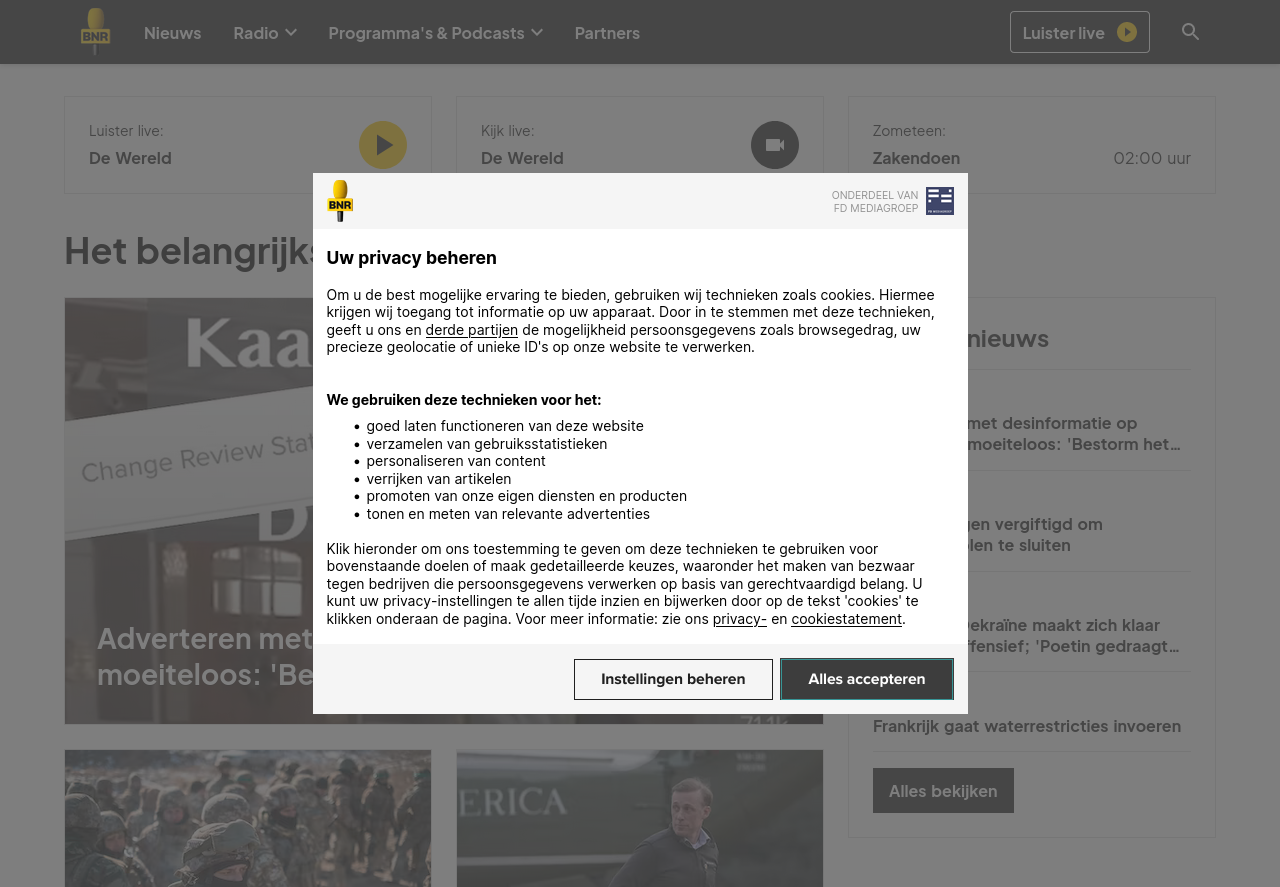 BNR
Nieuws
Radio
Programma's & Podcasts
Partners
Luister live
Luister live:
De Wereld
Kijk live:
De Wereld
Zometeen:
Zakendoen
02:00 uur
Het belangrijks
BNR
ONDERDEEL VAN
FD MEDIAGROEP
Uw privacy beheren
Om u de best mogelijke ervaring te bieden, gebruiken wij technieken zoals cookies. Hiermee
krijgen wij toegang tot informatie op uw apparaat. Door in te stemmen met deze technieken,
geeft u ons en derde partijen de mogelijkheid persoonsgegevens zoals browsegedrag, uw
precieze geolocatie of unieke ID's op onze website te verwerken.
We gebruiken deze technieken voor het:
• goed laten functioneren van deze website
• verzamelen van gebruiksstatistieken
• personaliseren van content
• verrijken van artikelen
• promoten van onze eigen diensten en producten
• tonen en meten van relevante advertenties
Klik hieronder om ons toestemming te geven om deze technieken te gebruiken voor
bovenstaande doelen of maak gedetailleerde keuzes, waaronder het maken van bezwaar
tegen bedrijven die persoonsgegevens verwerken op basis van gerechtvaardigd belang. U
kunt uw privacy-instellingen te allen tijde inzien en bijwerken door op de tekst 'cookies' te
klikken onderaan de pagina. Voor meer informatie: zie ons privacy- en cookiestatement.
Instellingen beheren
Alles accepteren
Kaa
Change Review Stat
Adverteren met
moeiteloos: 'Be
ERICA
nieuws
met desinformatie op
moeiteloos: 'Bestorm het...
gen vergiftigd om
len te sluiten
Oekraïne maakt zich klaar
ffensief; 'Poetin gedraagt...
Frankrijk gaat waterrestricties invoeren
Alles bekijken